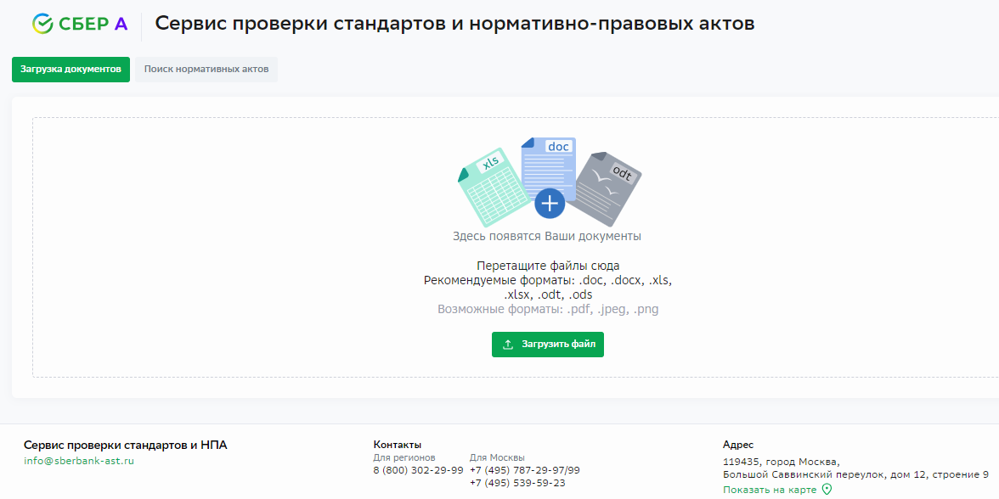 СБЕР А Сервис проверки стандартов и нормативно-правовых актов
Загрузка документов Поиск нормативных актов
xls doc odt
Здесь появятся Ваши документы
Перетащите файлы сюда
Рекомендуемые форматы: .doc, .docx, .xls,
.xlsx, .odt, .ods
Возможные форматы: .pdf, .jpeg, .png
Загрузить файл
Сервис проверки стандартов и НПА
info@sberbank-ast.ru
Контакты
Для регионов Для Москвы
8 (800) 302-29-99 +7 (495) 787-29-97/99
+7 (495) 539-59-23
Адрес
119435, город Москва,
Большой Саввинский переулок, дом 12, строение 9
Показать на карте